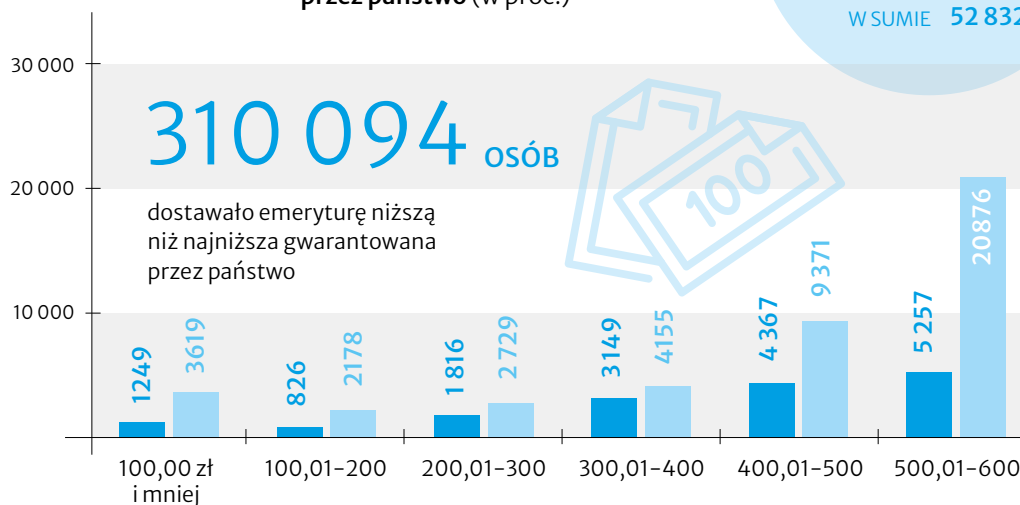 przez państwo (w proc.)
W SUMIE 52 832
30 000
310 094 OSÓB
dostawało emeryturę niższą
niż najniższa gwarantowana
przez państwo
100
20 000
10 000
1249
3619
826
2178
1 816
2 729
3 149
4155
4 367
9 371
5 257
20876
100,00 zł
i mniej
100,01–200
200,01–300
300,01–400
400,01–500
500,01–600